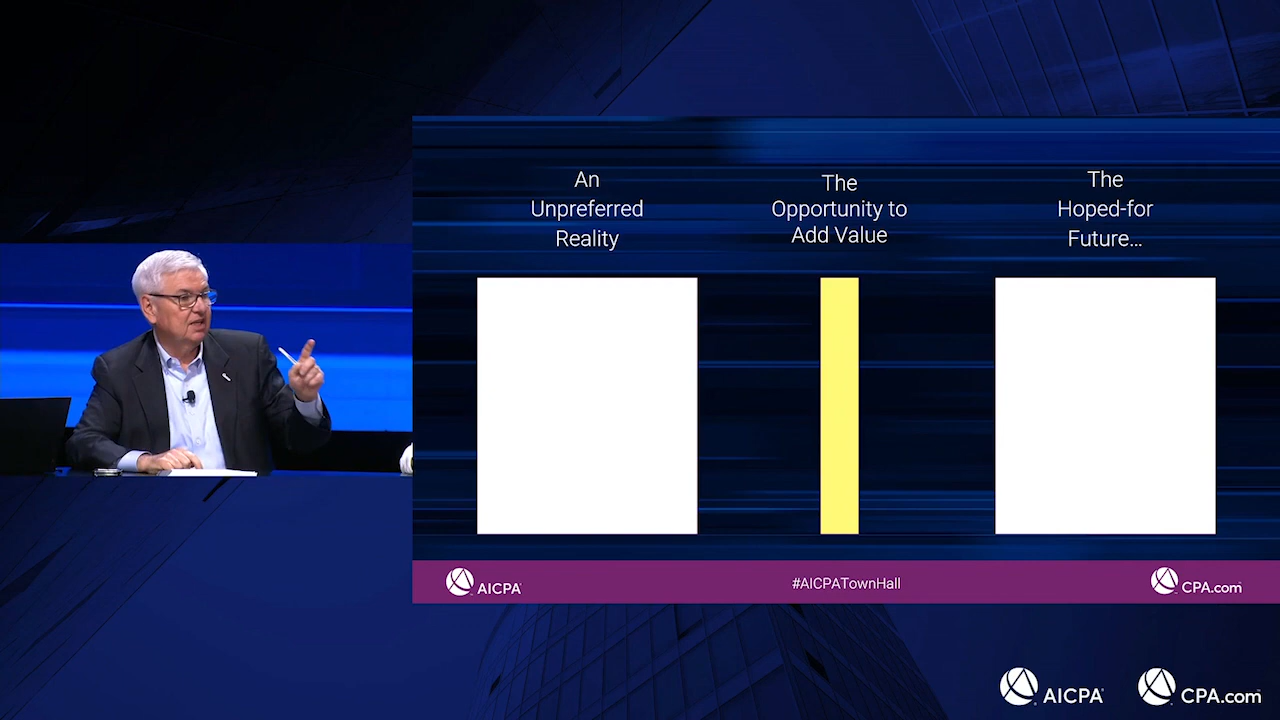 An
Unpreferred
Reality
The
Opportunity to
Add Value
The
Hoped-for
Future...
AICPA
#AICPATownHall
CPA.com
AICPA
CPA.com